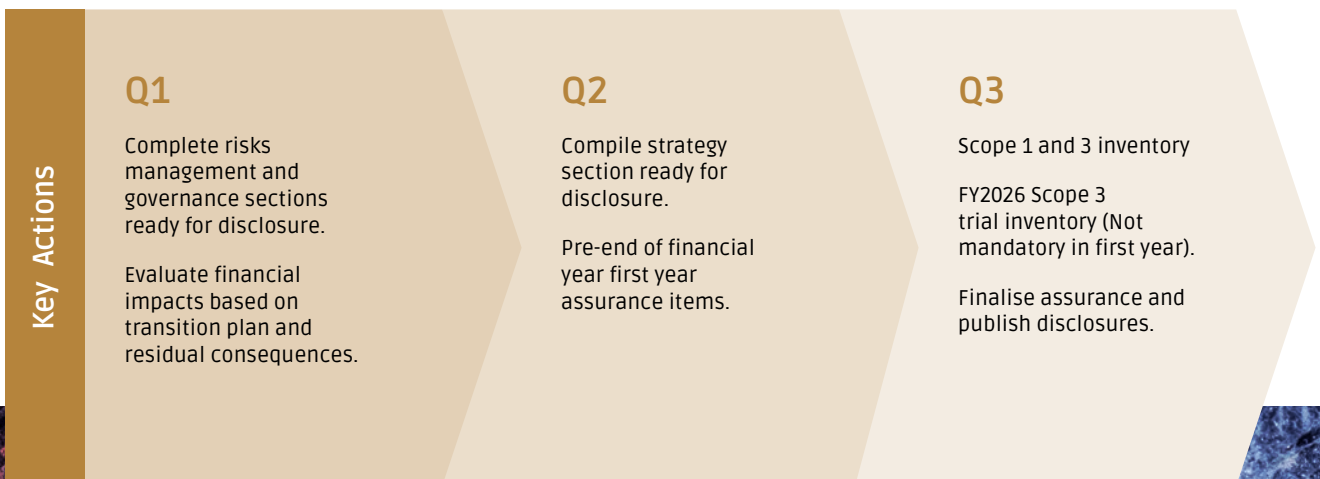 Key Actions
Q1
Complete risks
management and
governance sections
ready for disclosure.
Evaluate financial
impacts based on
transition plan and
residual consequences.
Q2
Compile strategy
section ready for
disclosure.
Pre-end of financial
year first year
assurance items.
Q3
Scope 1 and 3 inventory
FY2026 Scope 3
trial inventory (Not
mandatory in first year).
Finalise assurance and
publish disclosures.